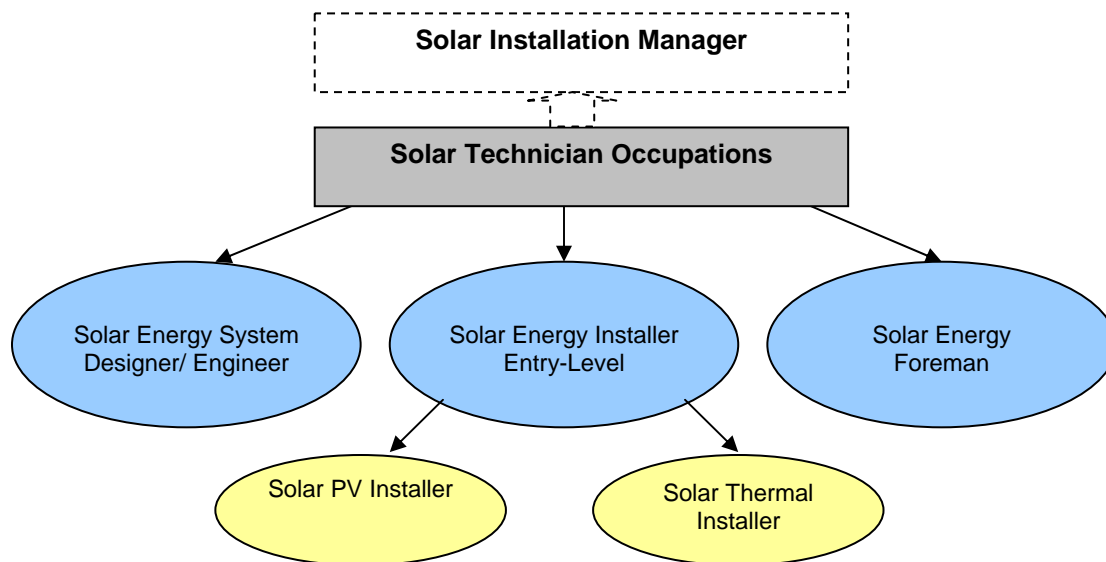 Solar Installation Manager
Solar Technician Occupations
Solar Energy System
Designer/ Engineer
Solar Energy Installer
Entry-Level
Solar Energy
Foreman
Solar PV Installer
Solar Thermal
Installer